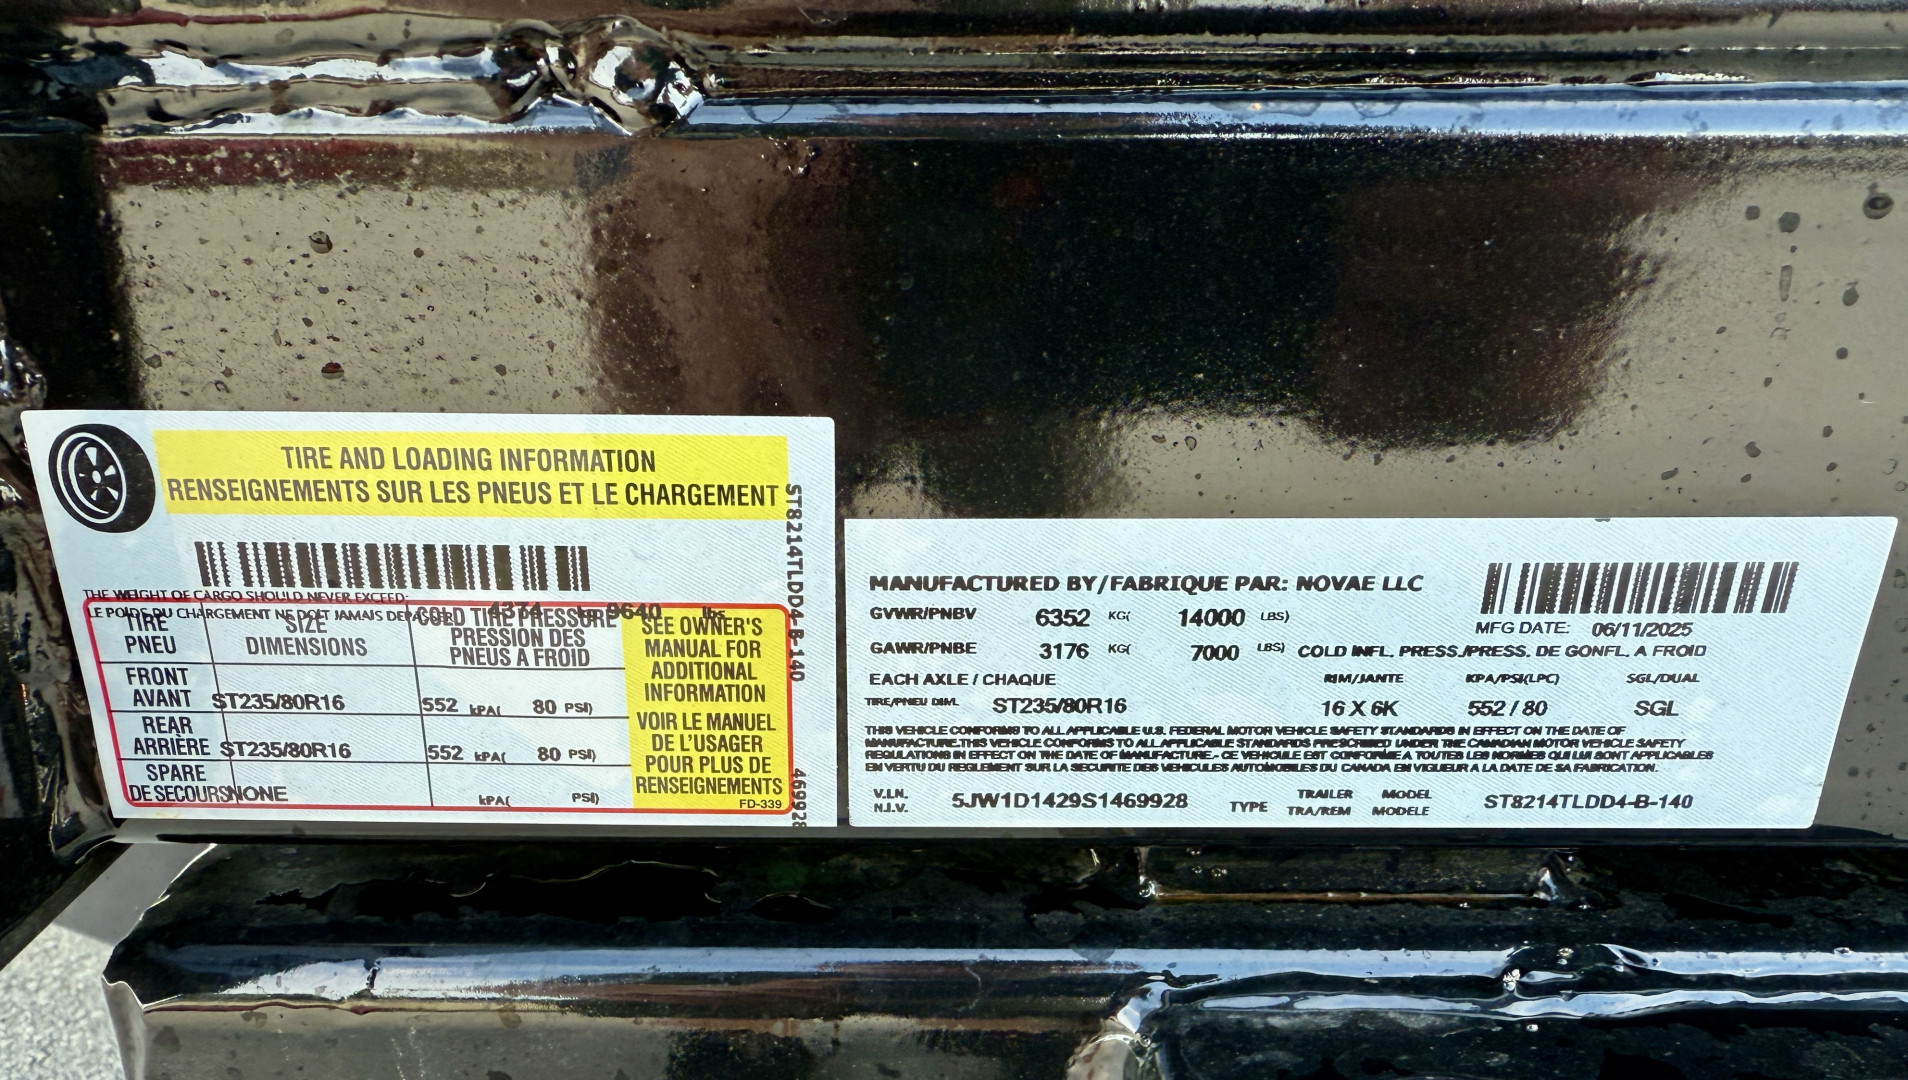 TIRE AND LOADING INFORMATION
RENSEIGNEMENTS SUR LES PNEUS ET LE CHARGEMENT
THE WEIGHT OF CARGO SHOULD NEVER EXCEED:
LE POIDS DU CHARGEMENT NE DOIT JAMAIS DEPASSER: 4374 kg 9640 lbs
TIRE
PNEU
SIZE
DIMENSIONS
COLD TIRE PRESSURE
PRESSION DES
PNEUS A FROID
FRONT
AVANT ST235/80R16 552 kPA( 80 PSI)
REAR
ARRIÈRE ST235/80R16 552 kPA( 80 PSI)
SPARE
DE SECOURS NONE kPA( PSI)
SEE OWNER'S
MANUAL FOR
ADDITIONAL
INFORMATION
VOIR LE MANUEL
DE L'USAGER
POUR PLUS DE
RENSEIGNEMENTS
FD-339
ST8214TLDD4-B-140
469928
MANUFACTURED BY/FABRIQUE PAR: NOVAE LLC
GVWR/PNBV 6352 KG( 14000 LBS)
MFG DATE: 06/11/2025
GAWR/PNBE 3176 KG( 7000 LBS) COLD INFL. PRESS./PRESS. DE GONFL. A FROID
EACH AXLE / CHAQUE RIM/JANTE KPA/PSI(LPC) SGL/DUAL
TIRE/PNEU DIM. ST235/80R16 16 X 6K 552 / 80 SGL
THIS VEHICLE CONFORMS TO ALL APPLICABLE U.S. FEDERAL MOTOR VEHICLE SAFETY STANDARDS IN EFFECT ON THE DATE OF
MANUFACTURE.THIS VEHICLE CONFORMS TO ALL APPLICABLE STANDARDS PRESCRIBED UNDER THE CANADIAN MOTOR VEHICLE SAFETY
REGULATIONS IN EFFECT ON THE DATE OF MANUFACTURE.- CE VEHICULE EST CONFORME A TOUTES LES NORMES QUI LUI SONT APPLICABLES
EN VERTU DU REGLEMENT SUR LA SECURITE DES VEHICULES AUTOMOBILES DU CANADA EN VIGUEUR A LA DATE DE SA FABRICATION.
V.I.N.
N.I.V. 5JW1D1429S1469928 TYPE TRAILER
TRA/REM MODEL
MODELE ST8214TLDD4-B-140